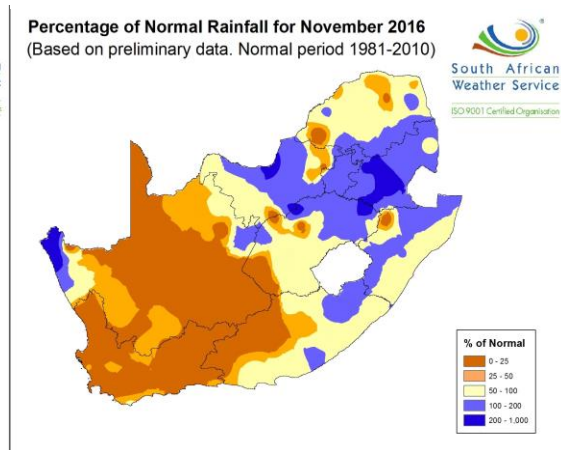 Percentage of Normal Rainfall for November 2016
(Based on preliminary data. Normal period 1981-2010)
South African
Weather Service
ISO 9001 Certified Organisation
% of Normal
0 - 25
25 - 50
50 - 100
100 - 200
200 - 1,000